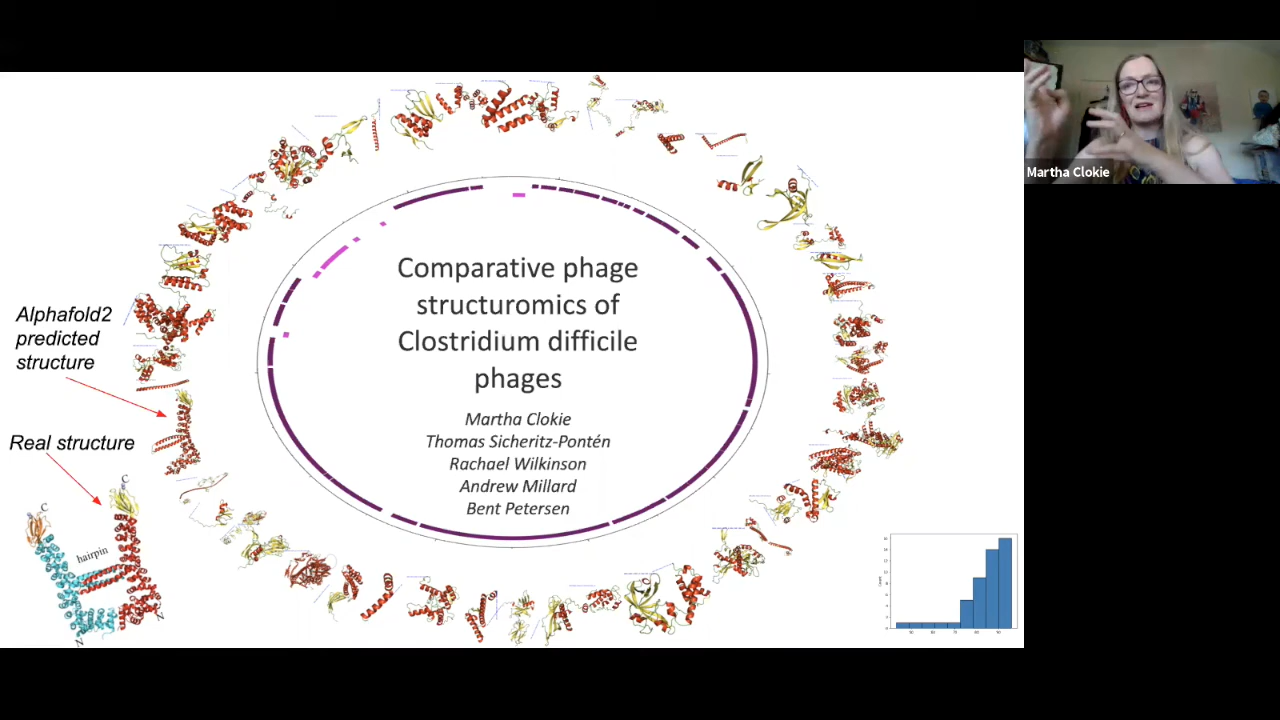 Martha Clokie
Comparative phage
structuromics of
Clostridium difficile
phages
Martha Clokie
Thomas Sicheritz-Pontén
Rachael Wilkinson
Andrew Millard
Bent Petersen
Alphafold2
predicted
structure
Real structure
C
C
hairpin
N
N